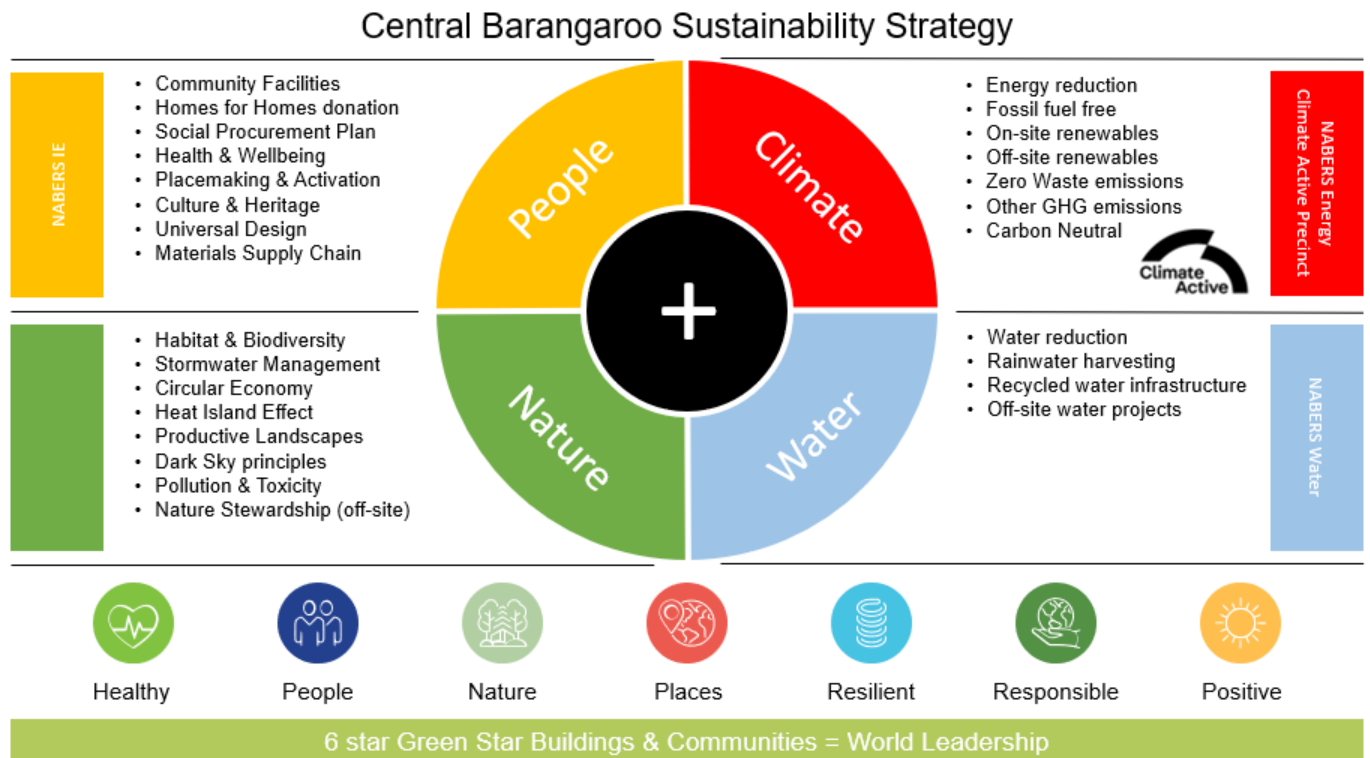 Central Barangaroo Sustainability Strategy
NABERS IE
• Community Facilities
• Homes for Homes donation
• Social Procurement Plan
• Health & Wellbeing
• Placemaking & Activation
• Culture & Heritage
• Universal Design
• Materials Supply Chain
People
Climate
• Energy reduction
• Fossil fuel free
• On-site renewables
• Off-site renewables
• Zero Waste emissions
• Other GHG emissions
• Carbon Neutral
Climate
Active
NABERS Energy
Climate Active Precinct
+
• Habitat & Biodiversity
• Stormwater Management
• Circular Economy
• Heat Island Effect
• Productive Landscapes
• Dark Sky principles
• Pollution & Toxicity
• Nature Stewardship (off-site)
Nature
Water
• Water reduction
• Rainwater harvesting
• Recycled water infrastructure
• Off-site water projects
NABERS Water
Healthy
People
Nature
Places
Resilient
Responsible
Positive
6 star Green Star Buildings & Communities = World Leadership